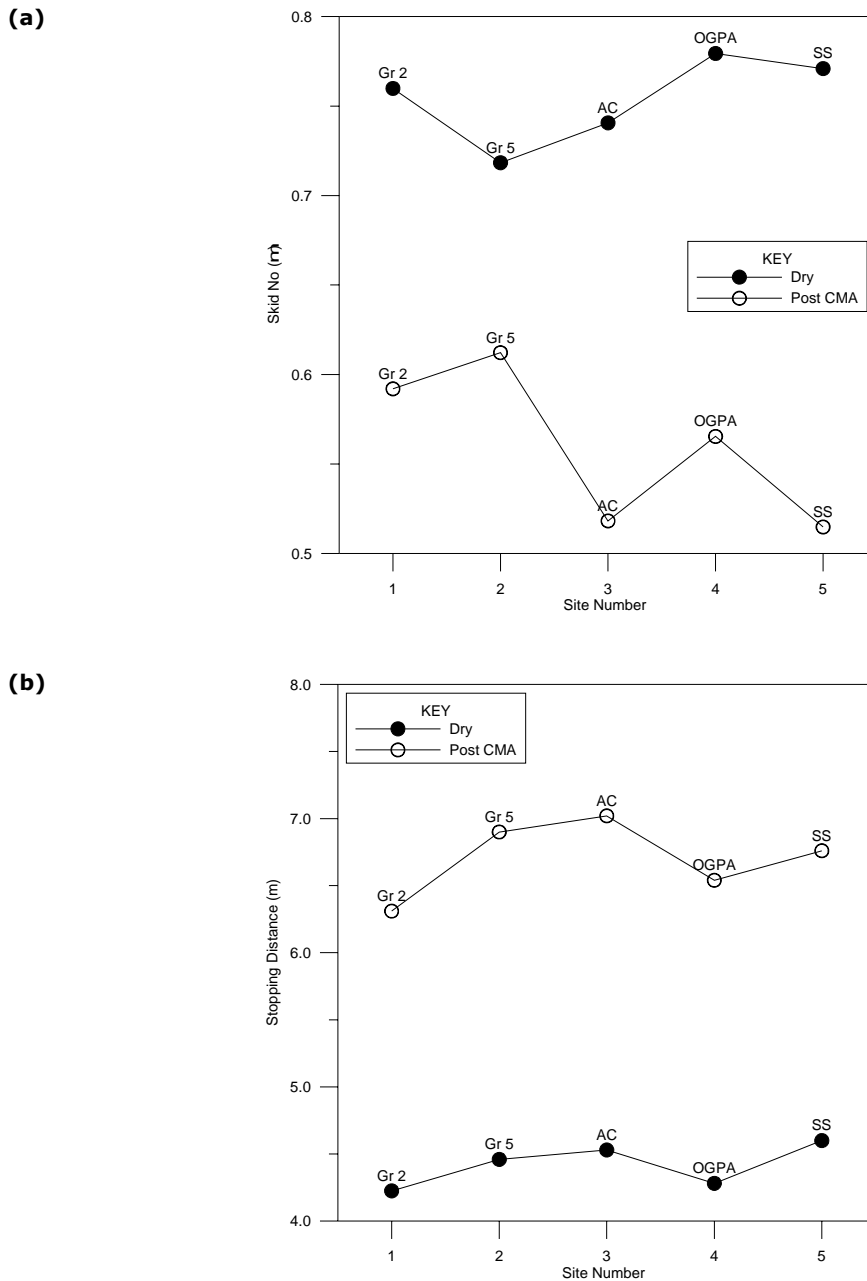 (a)
0.8
0.7
0.6
0.5
Skid No (m)
Gr 2
Gr 5
AC
OGPA
SS
KEY
Dry
Post CMA
Gr 2
Gr 5
AC
OGPA
SS
1 2 3 4 5
Site Number
(b)
8.0
7.0
6.0
5.0
4.0
Stopping Distance (m)
KEY
Dry
Post CMA
Gr 2
Gr 5
AC
OGPA
SS
Gr 2
Gr 5
AC
OGPA
SS
1 2 3 4 5
Site Number